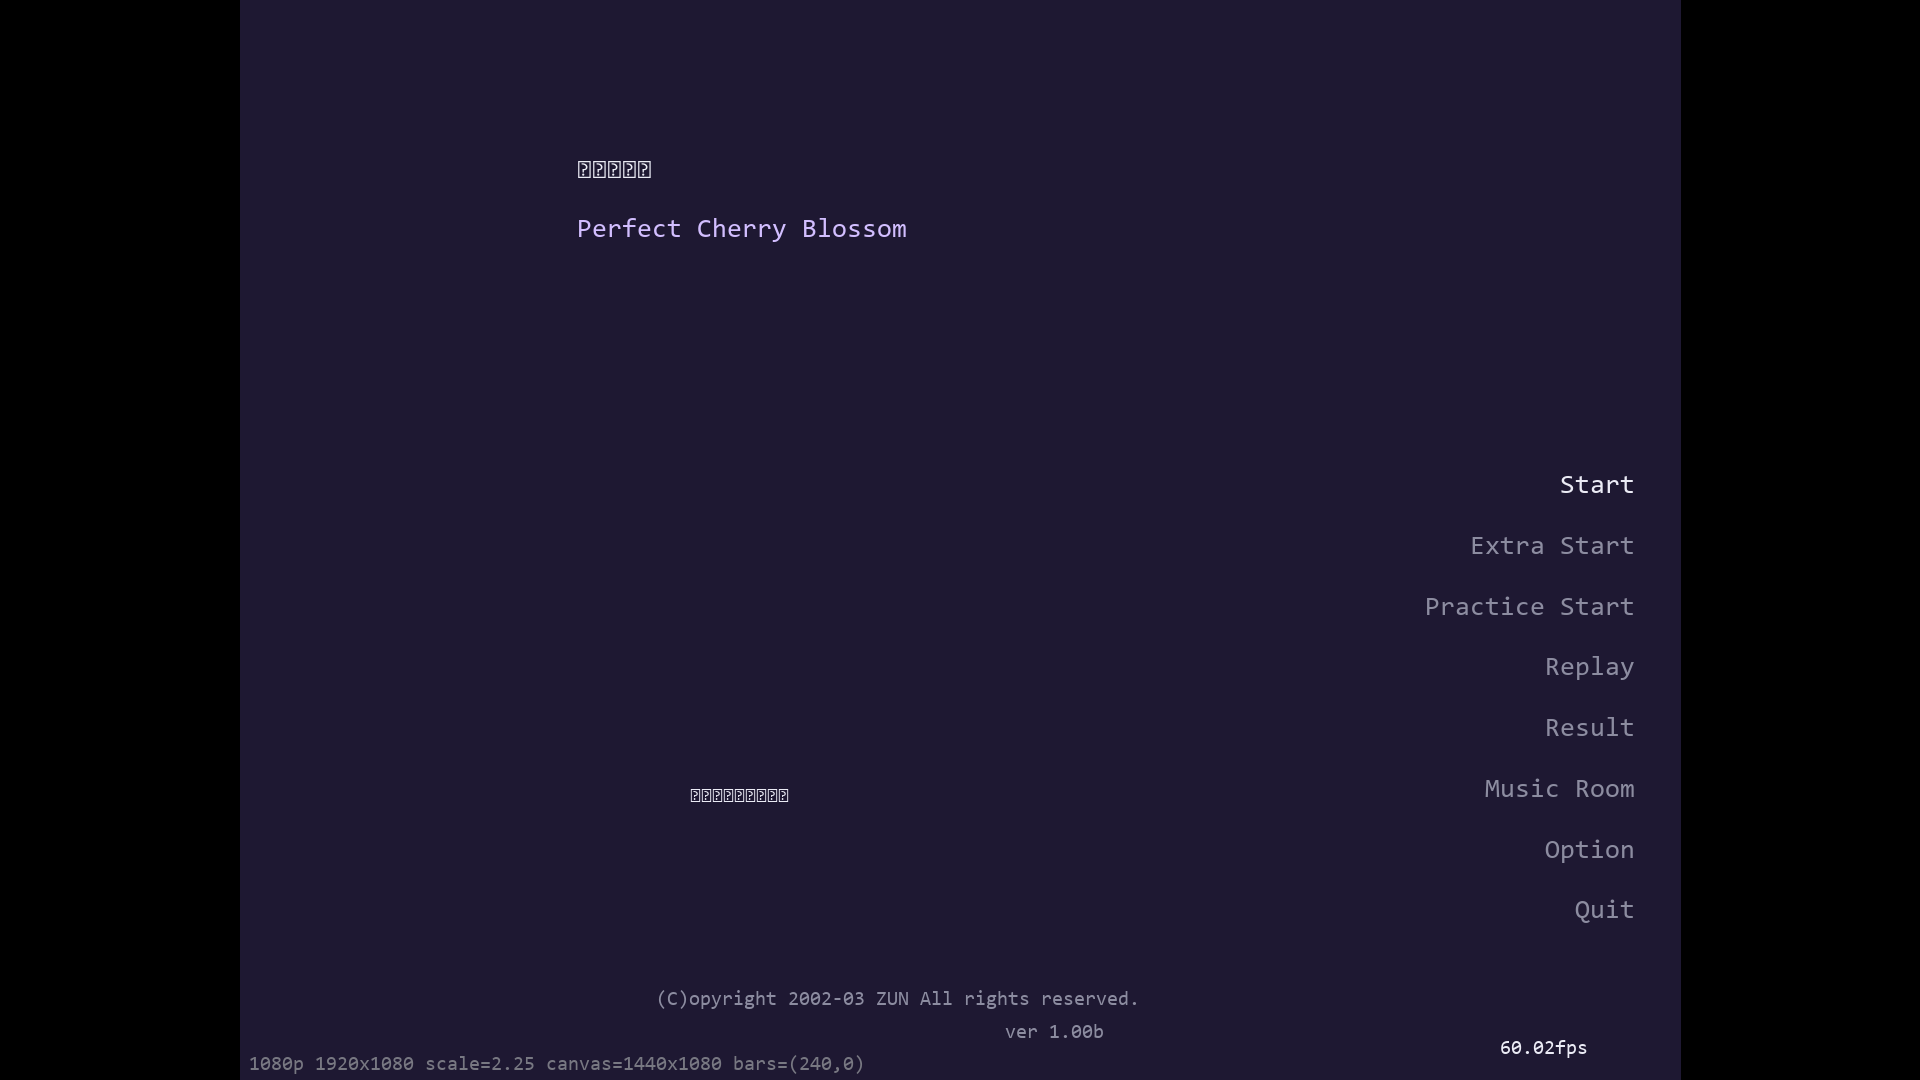 Perfect Cherry Blossom
Start
Extra Start
Practice Start
Replay
Result
Music Room
Option
Quit
(C)opyright 2002-03 ZUN All rights reserved.
ver 1.00b
60.02fps
1080p 1920x1080 scale=2.25 canvas=1440x1080 bars=(240,0)